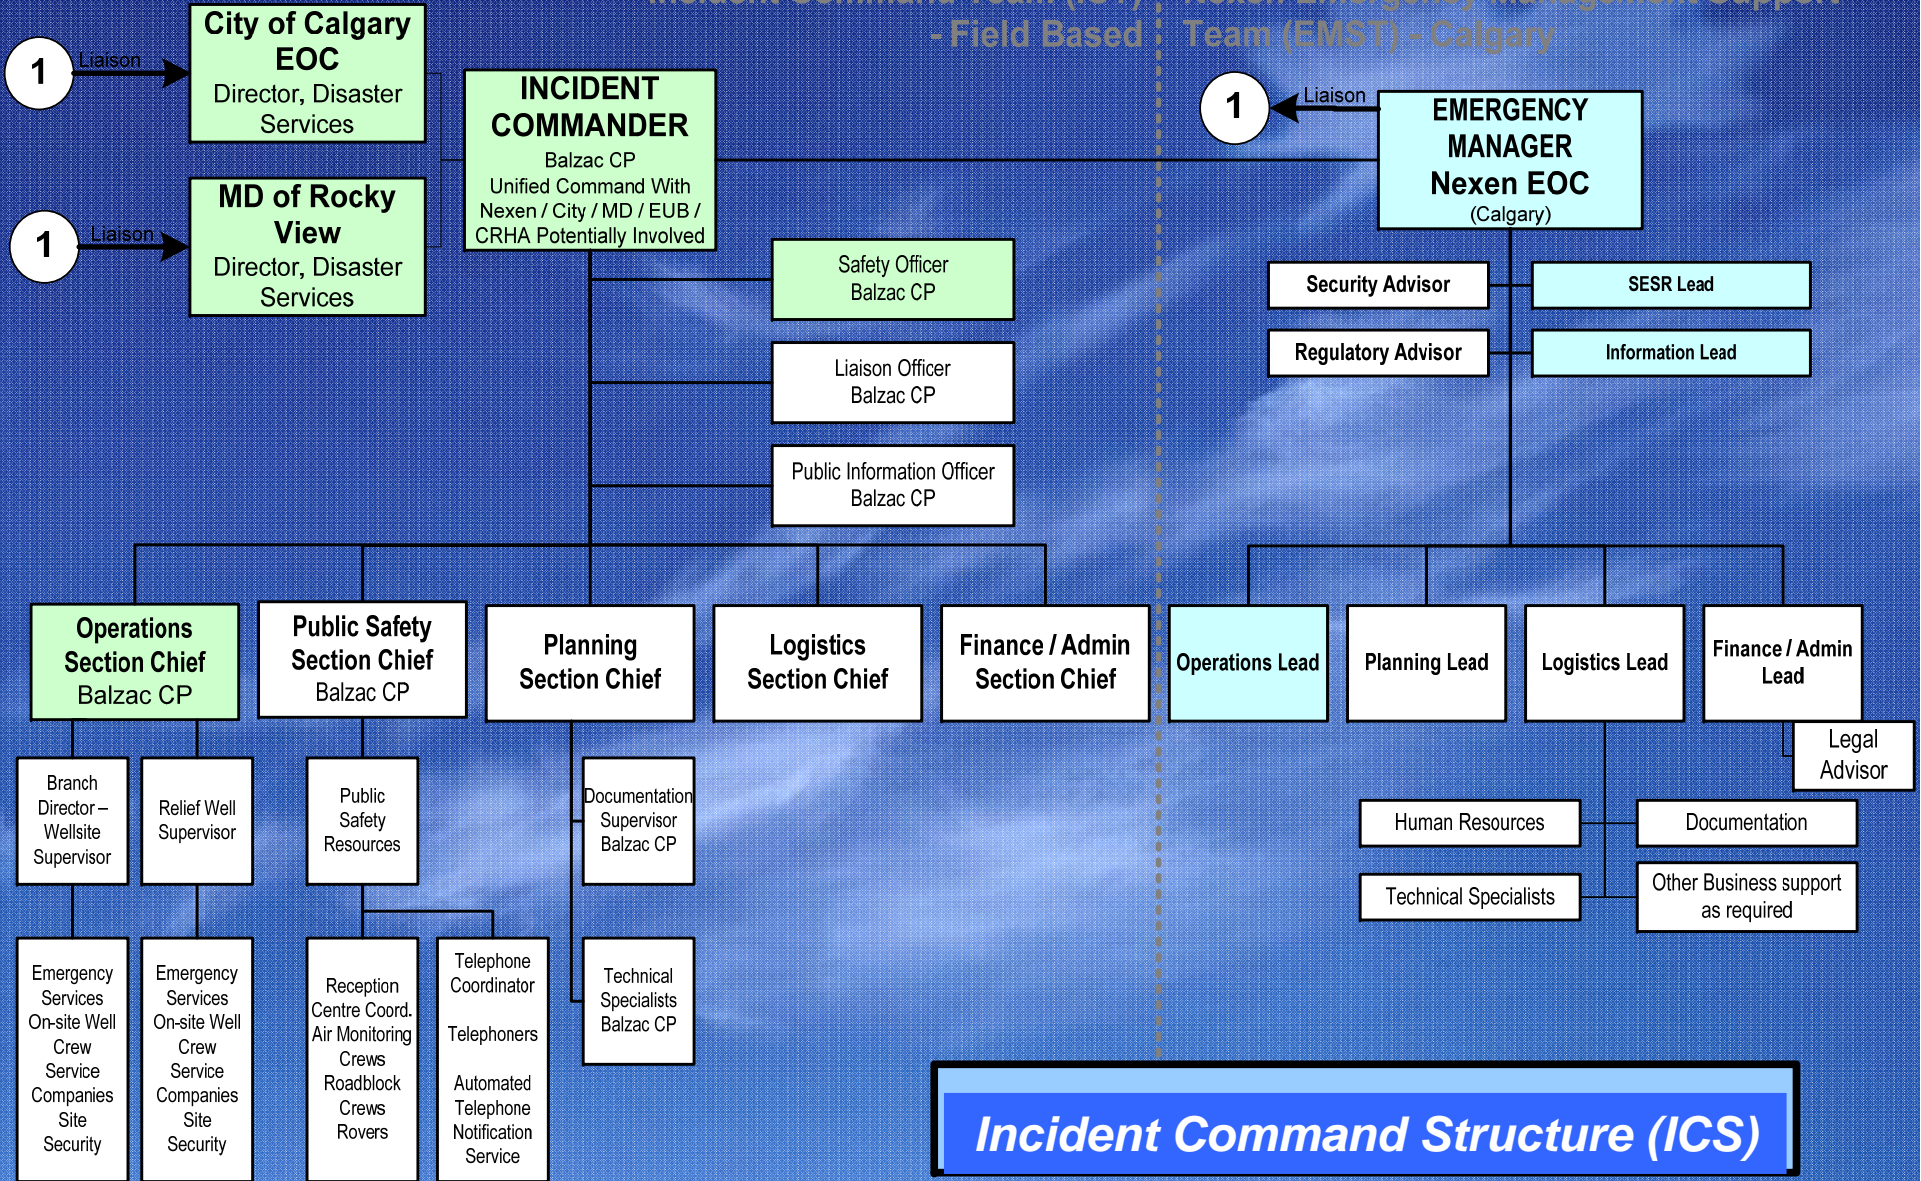 Incident Command Team (ICT)
- Field Based
Nexen Emergency Management Support
Team (EMST) - Calgary
1
Liaison
City of Calgary
EOC
Director, Disaster
Services
1
Liaison
MD of Rocky
View
Director, Disaster
Services
INCIDENT
COMMANDER
Balzac CP
Unified Command With
Nexen / City / MD / EUB /
CRHA Potentially Involved
1
Liaison
EMERGENCY
MANAGER
Nexen EOC
(Calgary)
Safety Officer
Balzac CP
Liaison Officer
Balzac CP
Public Information Officer
Balzac CP
Security Advisor
SESR Lead
Regulatory Advisor
Information Lead
Operations
Section Chief
Balzac CP
Public Safety
Section Chief
Balzac CP
Planning
Section Chief
Logistics
Section Chief
Finance / Admin
Section Chief
Operations Lead
Planning Lead
Logistics Lead
Finance / Admin
Lead
Legal
Advisor
Branch
Director –
Wellsite
Supervisor
Relief Well
Supervisor
Public
Safety
Resources
Documentation
Supervisor
Balzac CP
Human Resources
Documentation
Technical Specialists
Other Business support
as required
Emergency
Services
On-site Well
Crew
Service
Companies
Site
Security
Emergency
Services
On-site Well
Crew
Service
Companies
Site
Security
Reception
Centre Coord.
Air Monitoring
Crews
Roadblock
Crews
Rovers
Telephone
Coordinator
Telephoners
Automated
Telephone
Notification
Service
Technical
Specialists
Balzac CP
Incident Command Structure (ICS)